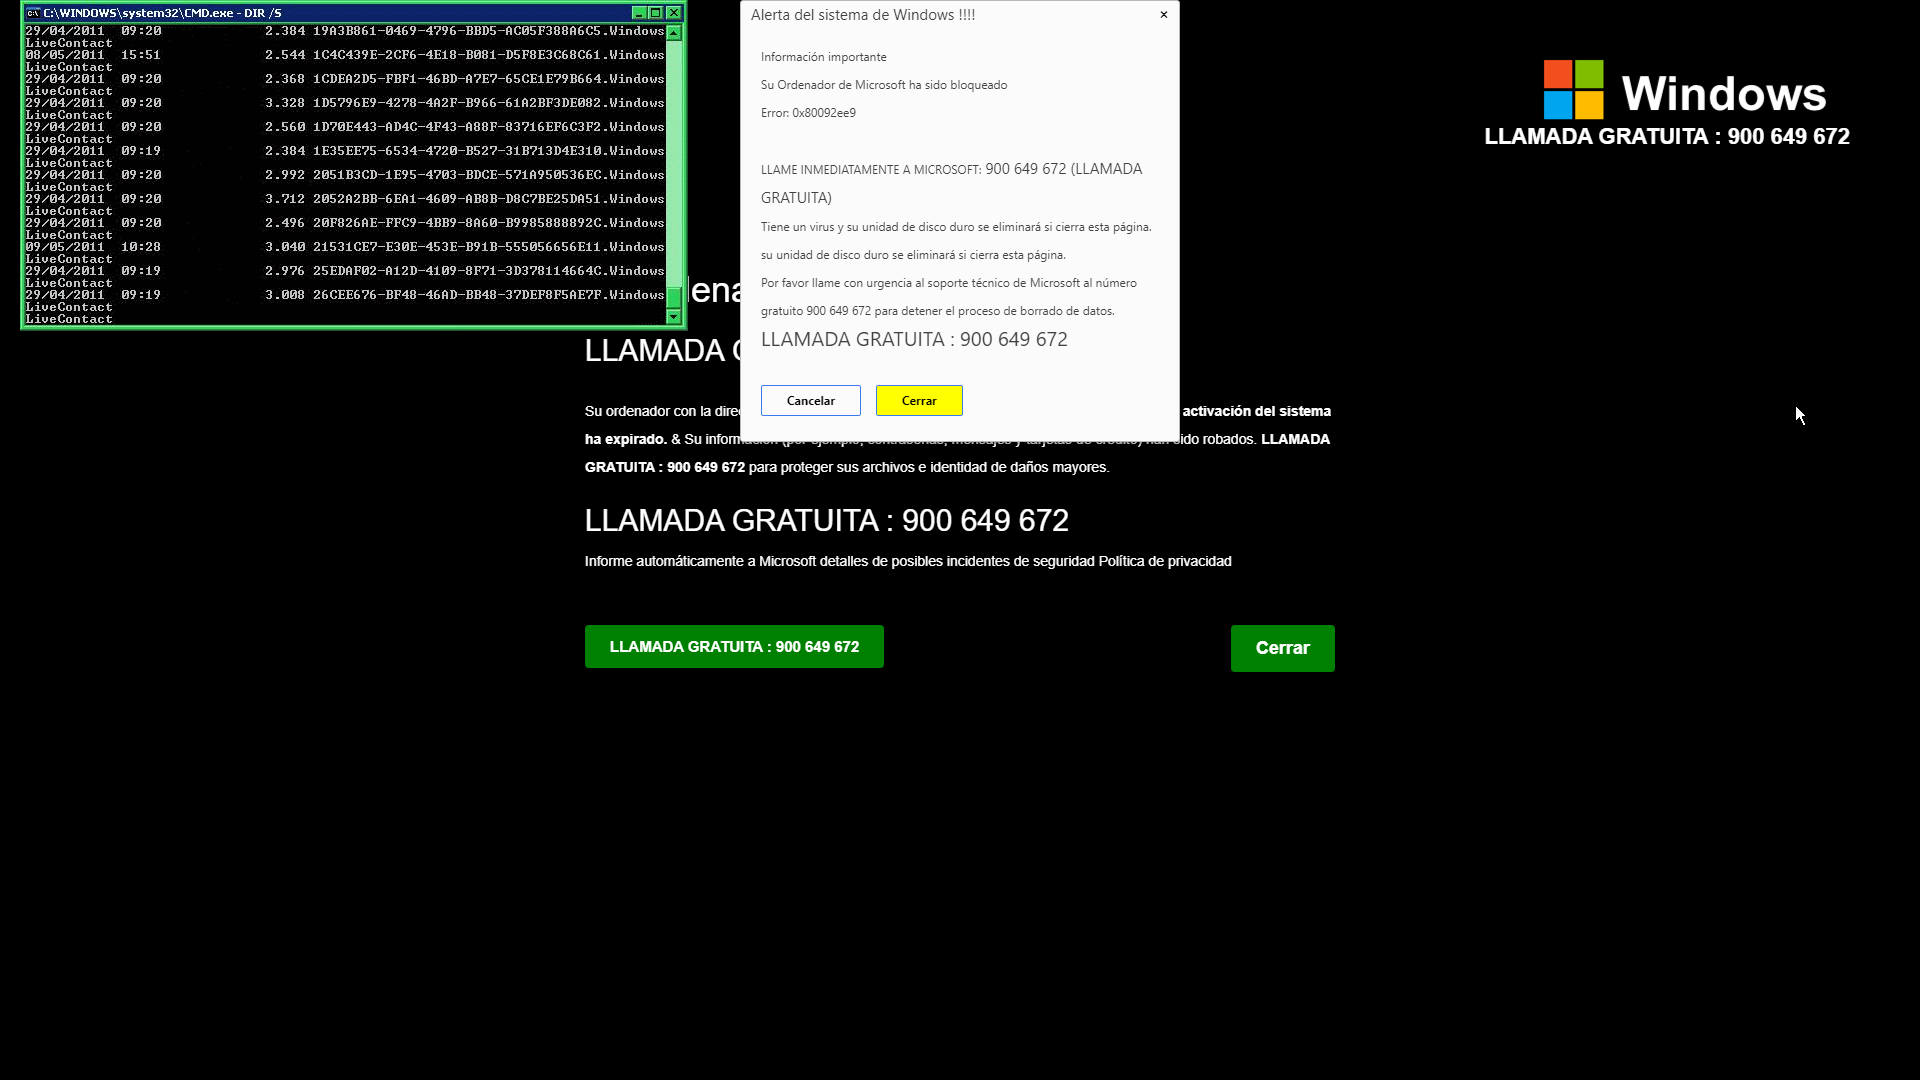 C:\WINDOWS\system32\CMD.exe - DIR /S
29/04/2011 09:20 2.384 19A3B861-0469-4796-BBD5-AC05F388A6C5.Windows
LiveContact
08/05/2011 15:51 2.544 1C4C439E-2CF6-4E18-B081-D5F8E3C68C61.Windows
LiveContact
29/04/2011 09:20 2.368 1CDEA2D5-FBF1-46BD-A7E7-65CE1E79B664.Windows
LiveContact
29/04/2011 09:20 3.328 1D5796E9-4278-4A2F-B966-61A2BF3DE082.Windows
LiveContact
29/04/2011 09:20 2.560 1D70E443-AD4C-4F43-A88F-83716EF6C3F2.Windows
LiveContact
29/04/2011 09:19 2.384 1E35EE75-6534-4720-B527-31B713D4E310.Windows
LiveContact
29/04/2011 09:20 2.992 2051B3CD-1E95-4703-BDCE-571A950536EC.Windows
LiveContact
29/04/2011 09:20 3.712 2052A2BB-6EA1-4609-AB8B-D8C7BE25DA51.Windows
LiveContact
29/04/2011 09:20 2.496 20F826AE-FFC9-4BB9-8A60-B9985888892C.Windows
LiveContact
09/05/2011 10:28 3.040 21531CE7-E30E-453E-B91B-555056656E11.Windows
LiveContact
29/04/2011 09:19 2.976 25EDAF02-A12D-4109-8F71-3D378114664C.Windows
LiveContact
29/04/2011 09:19 3.008 26CEE676-BF48-46AD-BB48-37DEF8F5AE7F.Windows
LiveContact
LiveContact
Alerta del sistema de Windows !!!!
Información importante
Su Ordenador de Microsoft ha sido bloqueado
Error: 0x80092ee9
LLAME INMEDIATAMENTE A MICROSOFT: 900 649 672 (LLAMADA
GRATUITA)
Tiene un virus y su unidad de disco duro se eliminará si cierra esta página.
su unidad de disco duro se eliminará si cierra esta página.
Por favor llame con urgencia al soporte técnico de Microsoft al número
gratuito 900 649 672 para detener el proceso de borrado de datos.
LLAMADA GRATUITA : 900 649 672
Cancelar
Cerrar
Windows
LLAMADA GRATUITA : 900 649 672
LLAMADA
Su ordenador con la activación del sistema
ha expirado. & Su han sido robados. LLAMADA
GRATUITA : 900 649 672 para proteger sus archivos e identidad de daños mayores.
LLAMADA GRATUITA : 900 649 672
Informe automáticamente a Microsoft detalles de posibles incidentes de seguridad Política de privacidad
LLAMADA GRATUITA : 900 649 672
Cerrar